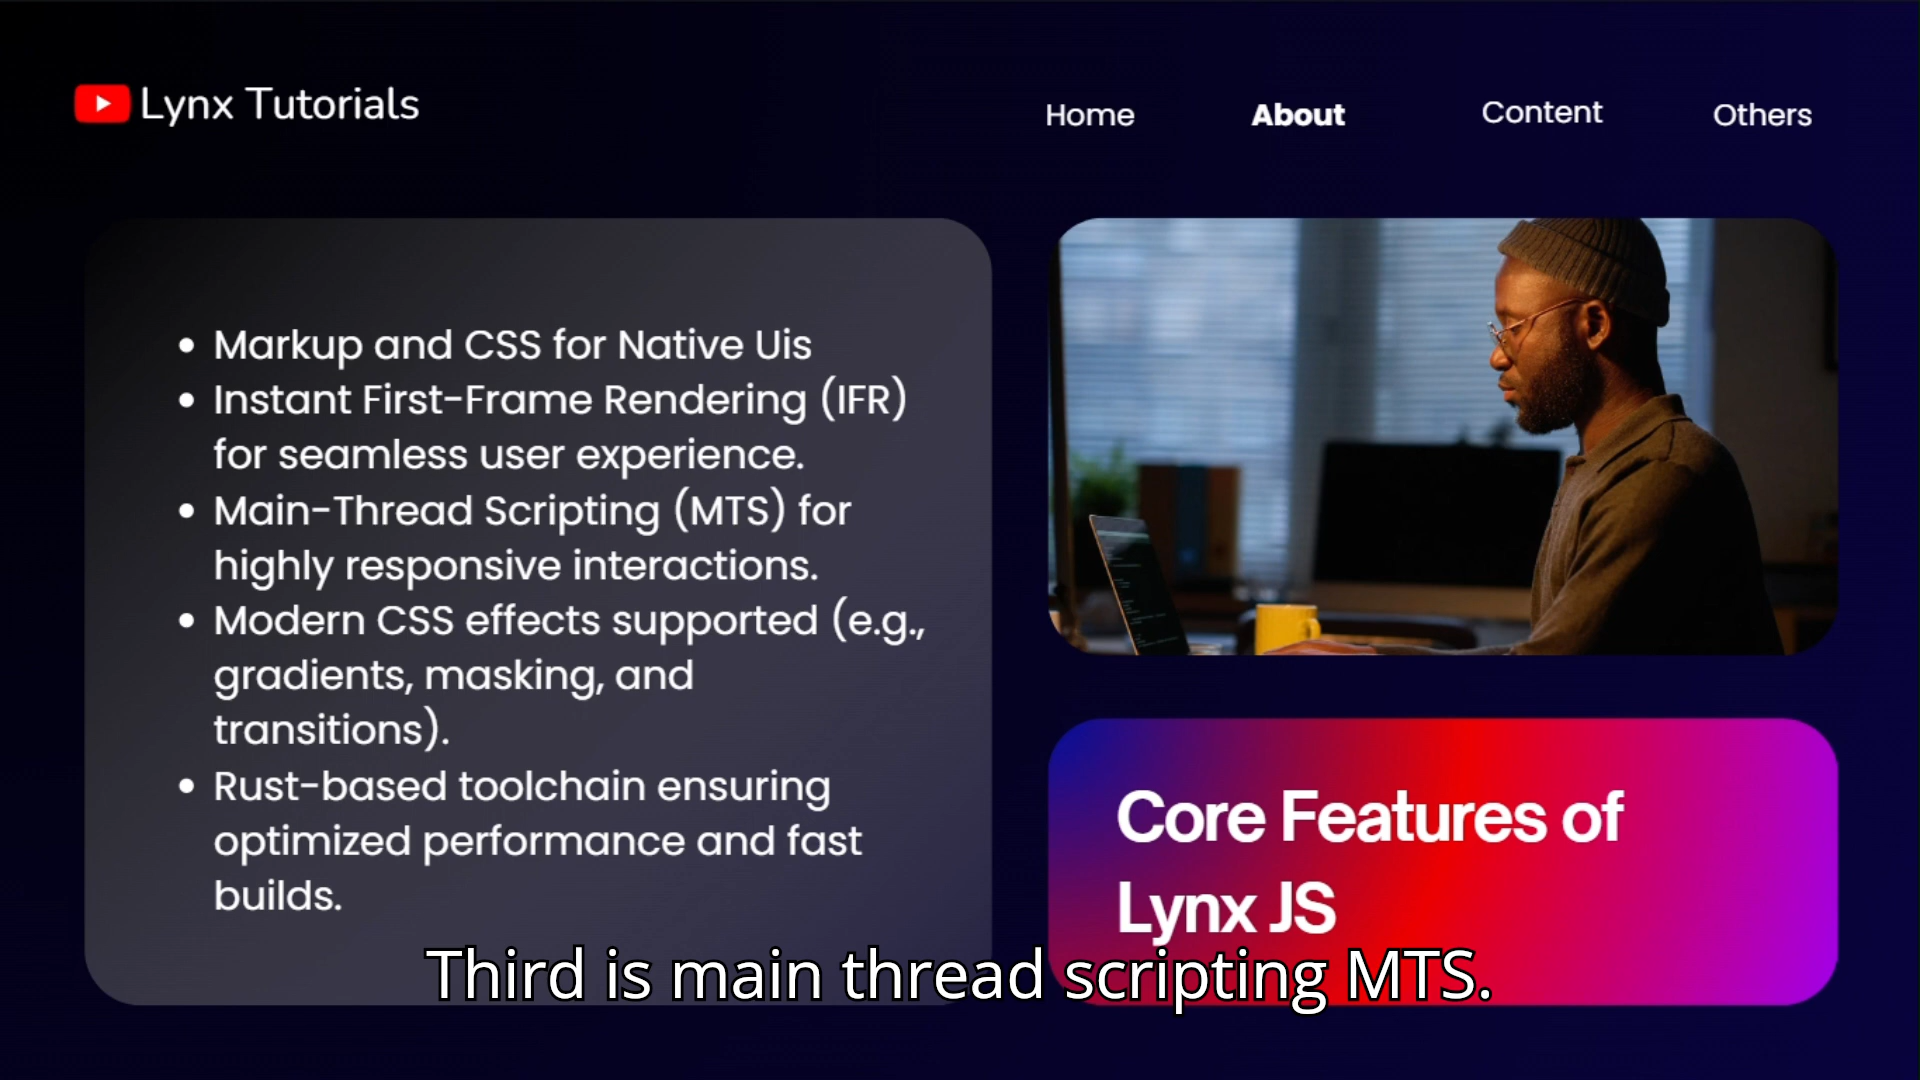 Lynx Tutorials
Home
About
Content
Others
• Markup and CSS for Native Uis
• Instant First-Frame Rendering (IFR)
for seamless user experience.
• Main-Thread Scripting (MTS) for
highly responsive interactions.
• Modern CSS effects supported (e.g.,
gradients, masking, and
transitions).
• Rust-based toolchain ensuring
optimized performance and fast
builds.
Core Features of
Lynx JS
Third is main thread scripting MTS.